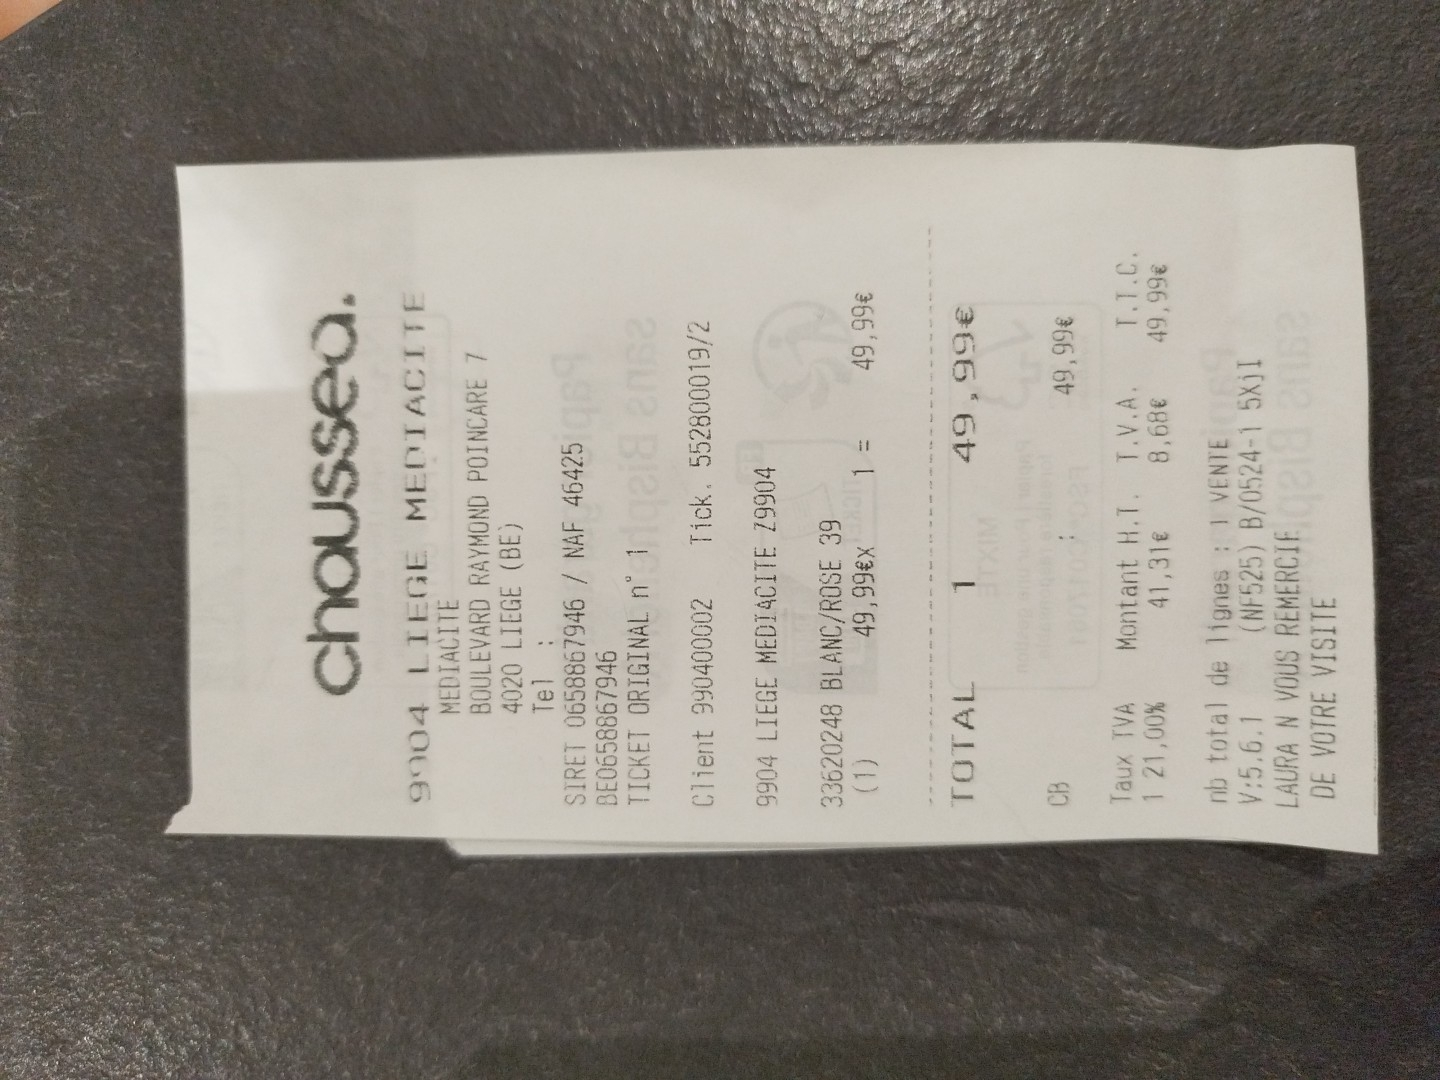 chaussea.
9904 LIEGE MEDIACITE
MEDIACITE
BOULEVARD RAYMOND POINCARE 7
4020 LIEGE (BE)
Tel :
SIRET 0658867946 / NAF 46425
BE0658867946
TICKET ORIGINAL n° 1
Client 990400002 Tick. 552800019/2
9904 LIEGE MEDIACITE Z9904
33620248 BLANC/ROSE 39
(1) 49,99€x 1 = 49,99€
TOTAL 1 49,99€
CB : 49,99€
Taux TVA Montant H.T. T.V.A. T.T.C.
1 21,00% 41,31€ 8,68€ 49,99€
nb total de lignes : 1 VENTE
V:5.6.1 (NF525) B/0524-1 5XjI
LAURA N VOUS REMERCIE
DE VOTRE VISITE